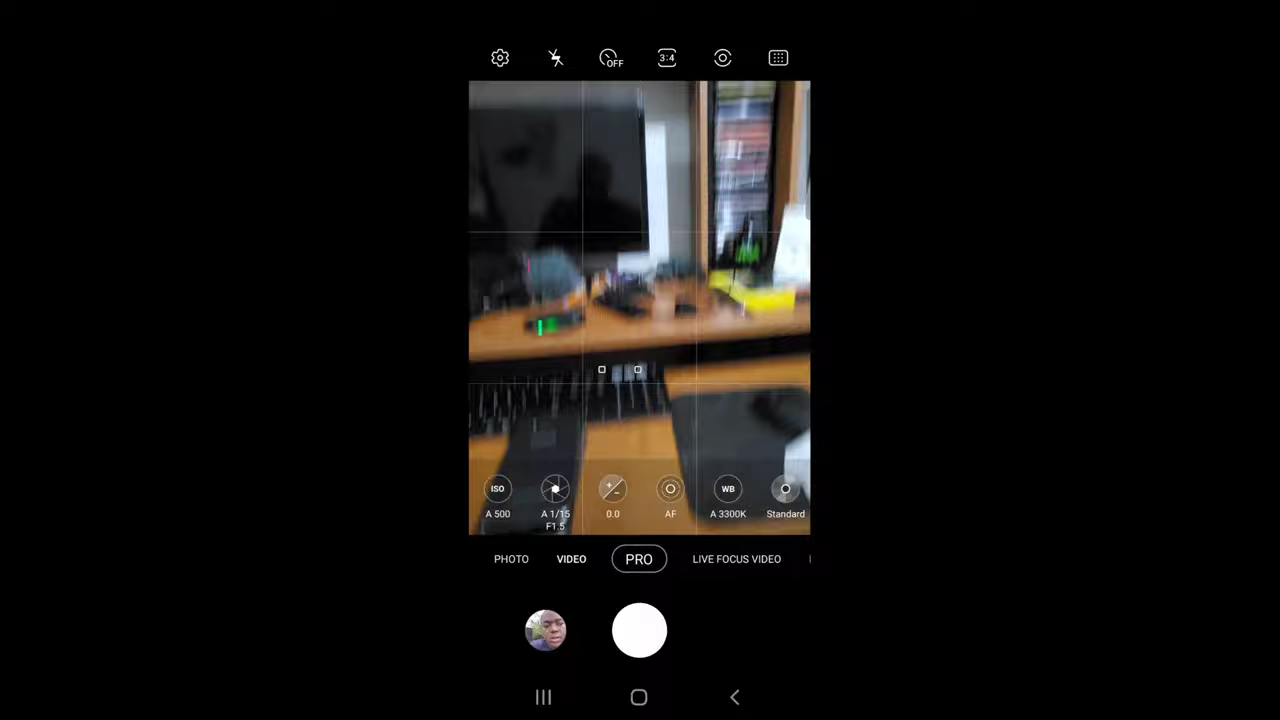 OFF
3:4
ISO
WB
A 500
A 1/15
0.0
AF
A 3300K
Standard
F1.5
PHOTO
VIDEO
PRO
LIVE FOCUS VIDEO